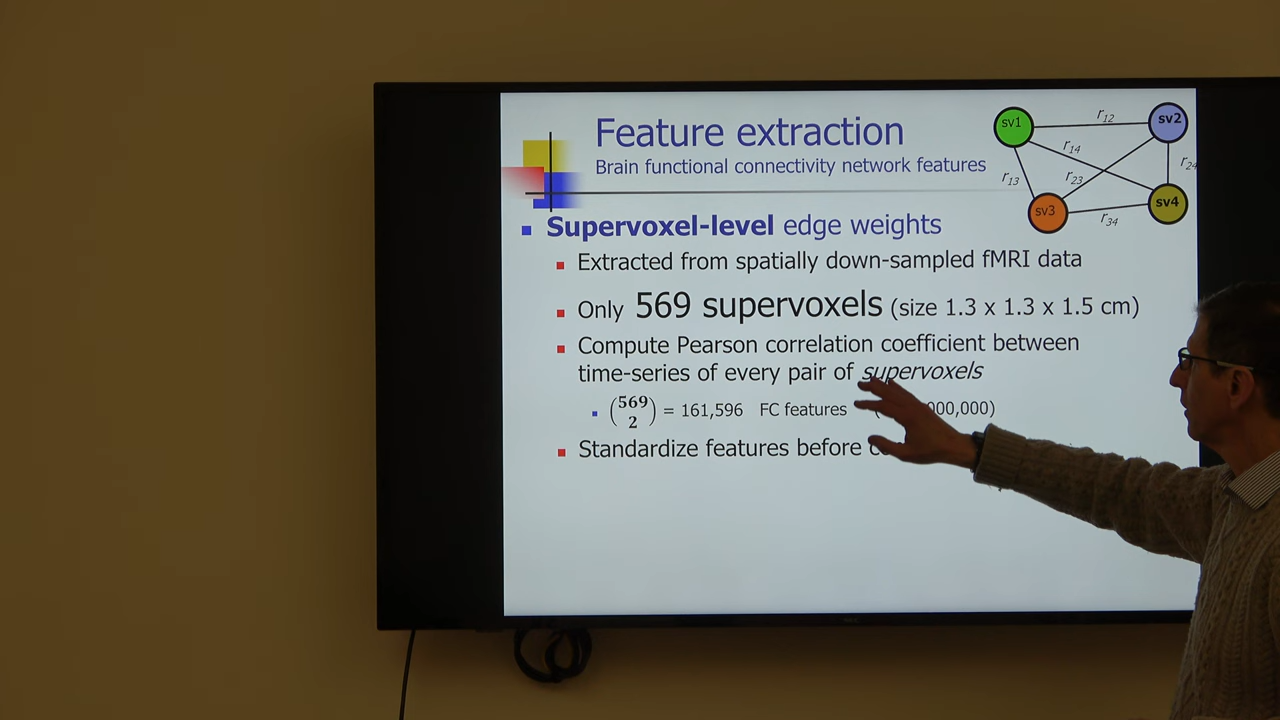 Feature extraction
Brain functional connectivity network features
sv1
sv2
sv3
sv4
r12
r14
r13
r23
r24
r34
Supervoxel-level edge weights
Extracted from spatially down-sampled fMRI data
Only 569 supervoxels (size 1.3 x 1.3 x 1.5 cm)
Compute Pearson correlation coefficient between
time-series of every pair of supervoxels
(569
2) = 161,596 FC features
Standardize features before